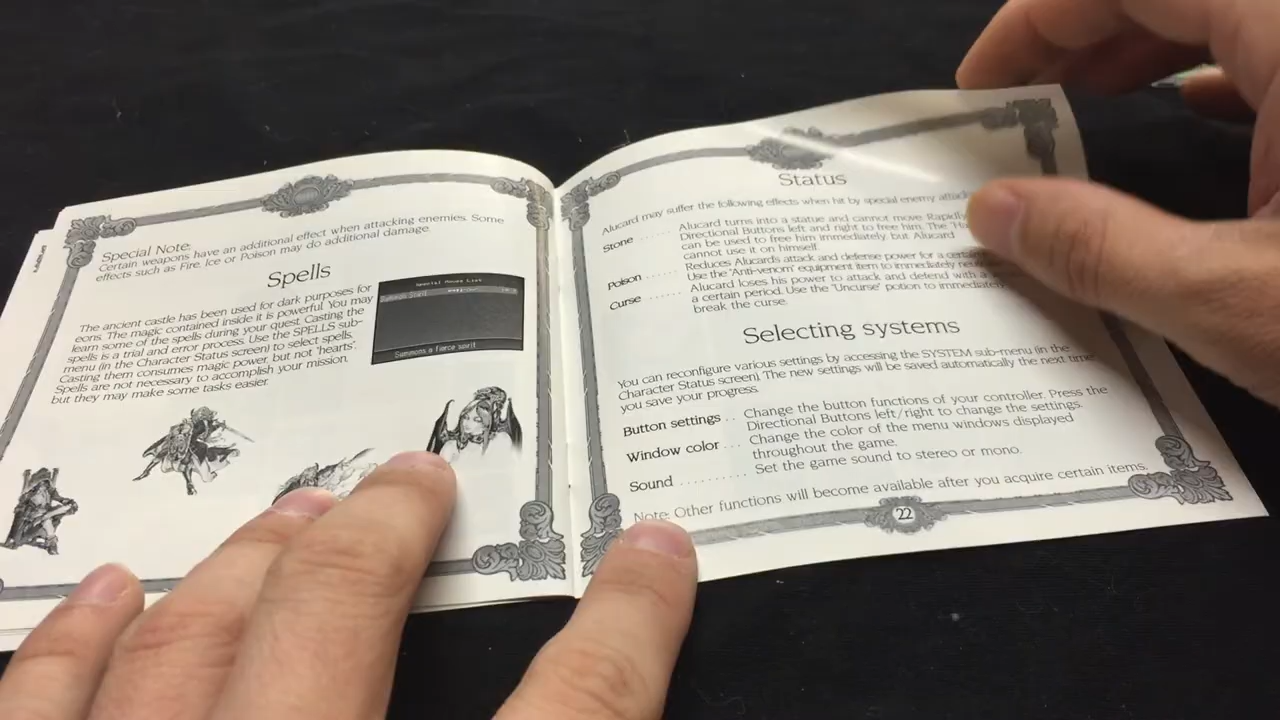 Special Note:
Certain weapons have an additional effect when attacking enemies. Some
effects such as Fire, Ice or Poison may do additional damage.
Spells
The ancient castle has been used for dark purposes for
eons. The magic contained inside it is powerful. You may
learn some of the spells during your quest. Casting the
spells is a trial and error process. Use the SPELLS sub-
menu (in the Character Status screen) to select spells.
Casting them consumes magic power, but not "hearts".
Spells are not necessary to accomplish your mission,
but they may make some tasks easier.
Special Power List
Summon Spirit
Summons a fierce spirit
Status
Alucard may suffer the following effects when hit by special enemy attacks
Stone ...... Alucard turns into a statue and cannot move. Rapidly
Directional Buttons left and right to free him. The
can be used to free him immediately, but Alucard
cannot use it on himself.
Poison ...... Reduces Alucard's attack and defense power for a certain
Use the "Anti-venom" equipment item to immediately
Curse ....... Alucard loses his power to attack and defend with a
a certain period. Use the "Uncurse" potion to immediately
break the curse.
Selecting systems
You can reconfigure various settings by accessing the SYSTEM sub-menu (in the
Character Status screen). The new settings will be saved automatically the next time
you save your progress.
Button settings .. Change the button functions of your controller. Press the
Directional Buttons left/right to change the settings.
Window color ... Change the color of the menu windows displayed
throughout the game.
Sound .......... Set the game sound to stereo or mono.
Note: Other functions will become available after you acquire certain items.
22